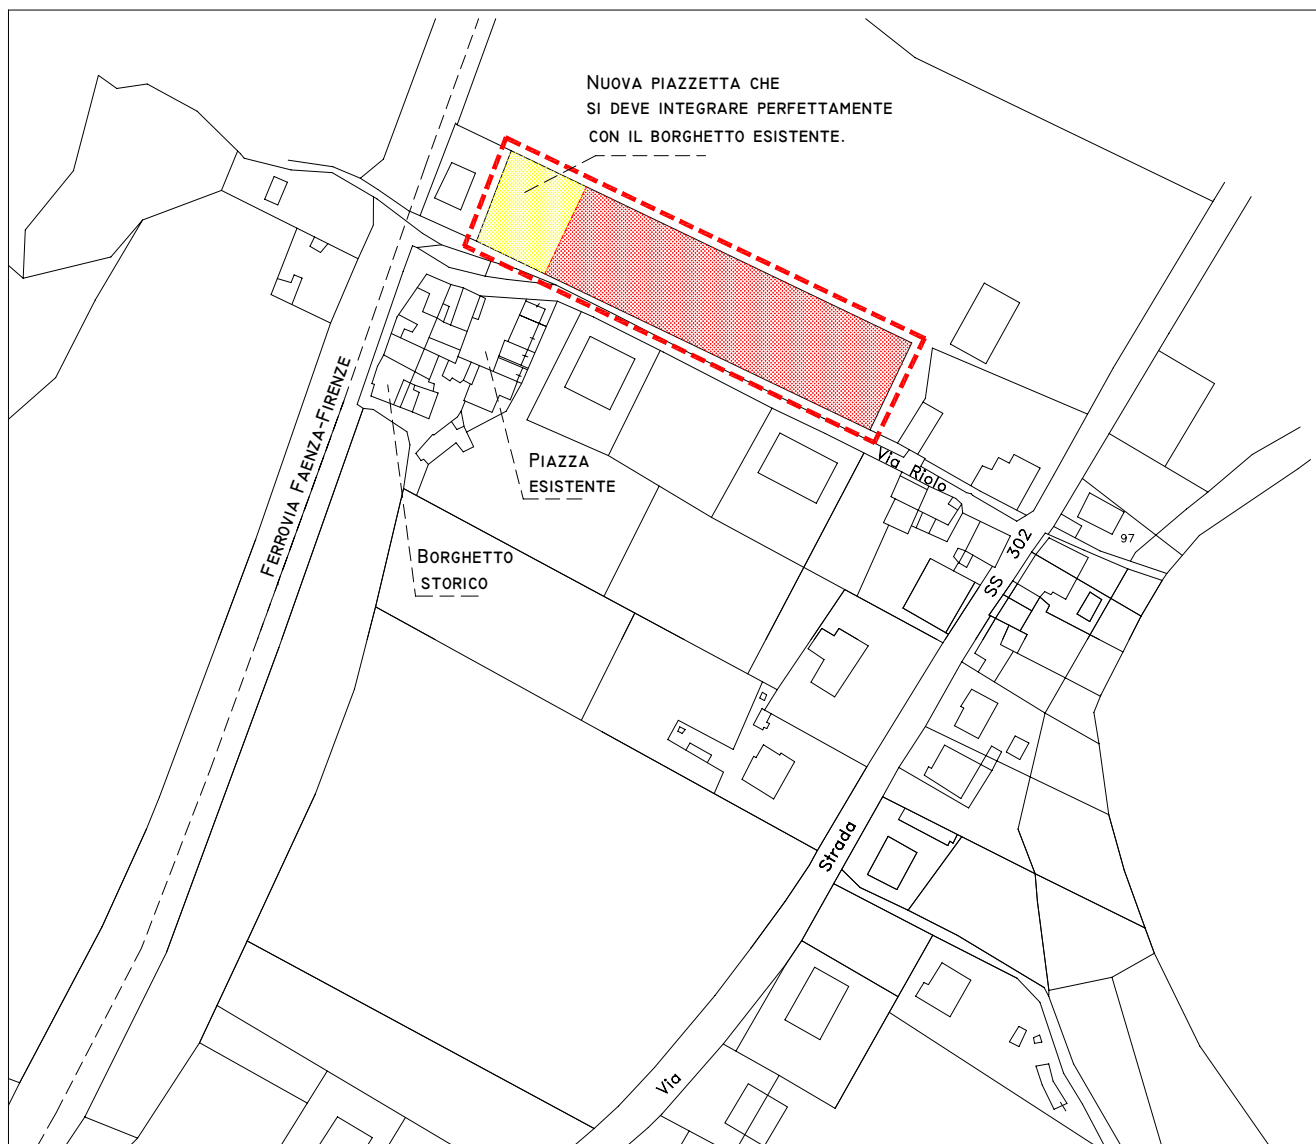 NUOVA PIAZZETTA CHE
SI DEVE INTEGRARE PERFETTAMENTE
CON IL BORGHETTO ESISTENTE.
FERROVIA FAENZA-FIRENZE
PIAZZA
ESISTENTE
BORGHETTO
STORICO
Via Riolo
SS 302
97
Strada
Via